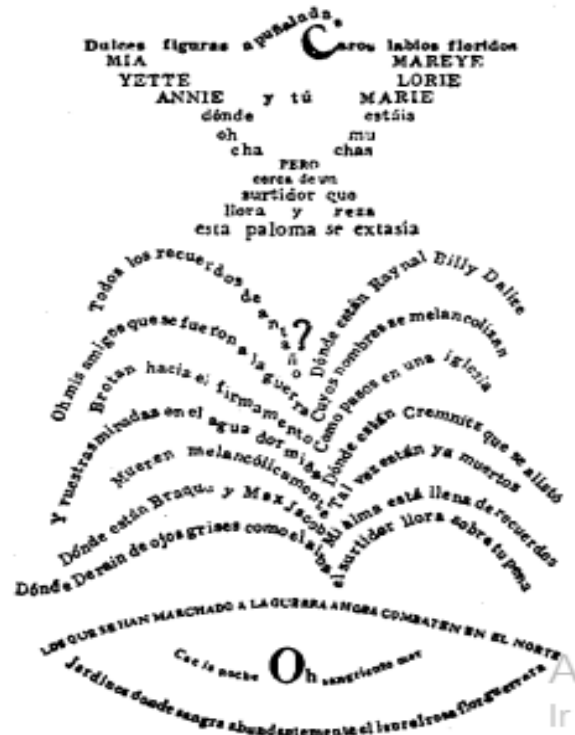 Dulces figuras apuñaladas Caros labios floridos
MIA MAREYE
YETTE LORIE
ANNIE y tú MARIE
dónde estáis
oh mu
cha chas
PERO
cerca de un
surtidor que
llora y reza
esta paloma se extasía
Todos los recuerdos de antaño
?
Dónde están Raynal Billy Dalise
Oh mis amigos que se fueron a la guerra
Cuyos nombres se melancolisan
Brotan hacia el firmamento
Como pasos en una iglesia
Y vuestras miradas en el agua dormida
Dónde están Cremnitz que se alistó
Mueren melancólicamente
Tal vez están ya muertos
Dónde están Braque y Max Jacob
Mi alma está llena de recuerdos
Dónde Derain de ojos grises como el alba
el surtidor llora sobre tu pena
LOS QUE SE HAN MARCHADO A LA GUERRA AHORA COMBATEN EN EL NORTE
Cae la noche Oh sangriento mar
Jardines donde sangra abundantemente el laurel rosa flor guerrera
A
Ir